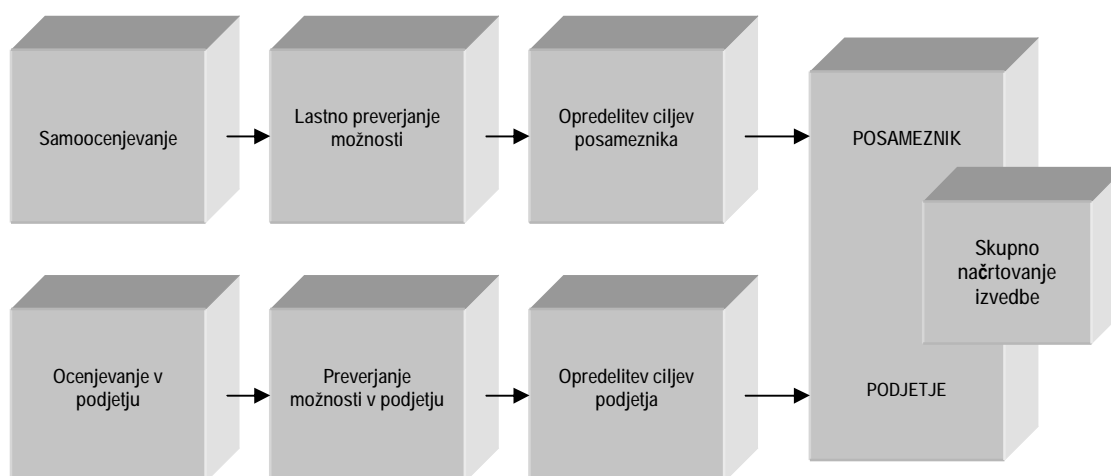 Samoocenjevanje
Lastno preverjanje
možnosti
Opredelitev ciljev
posameznika
POSAMEZNIK
Skupno
načrtovanje
izvedbe
Ocenjevanje v
podjetju
Preverjanje
možnosti v podjetju
Opredelitev ciljev
podjetja
PODJETJE